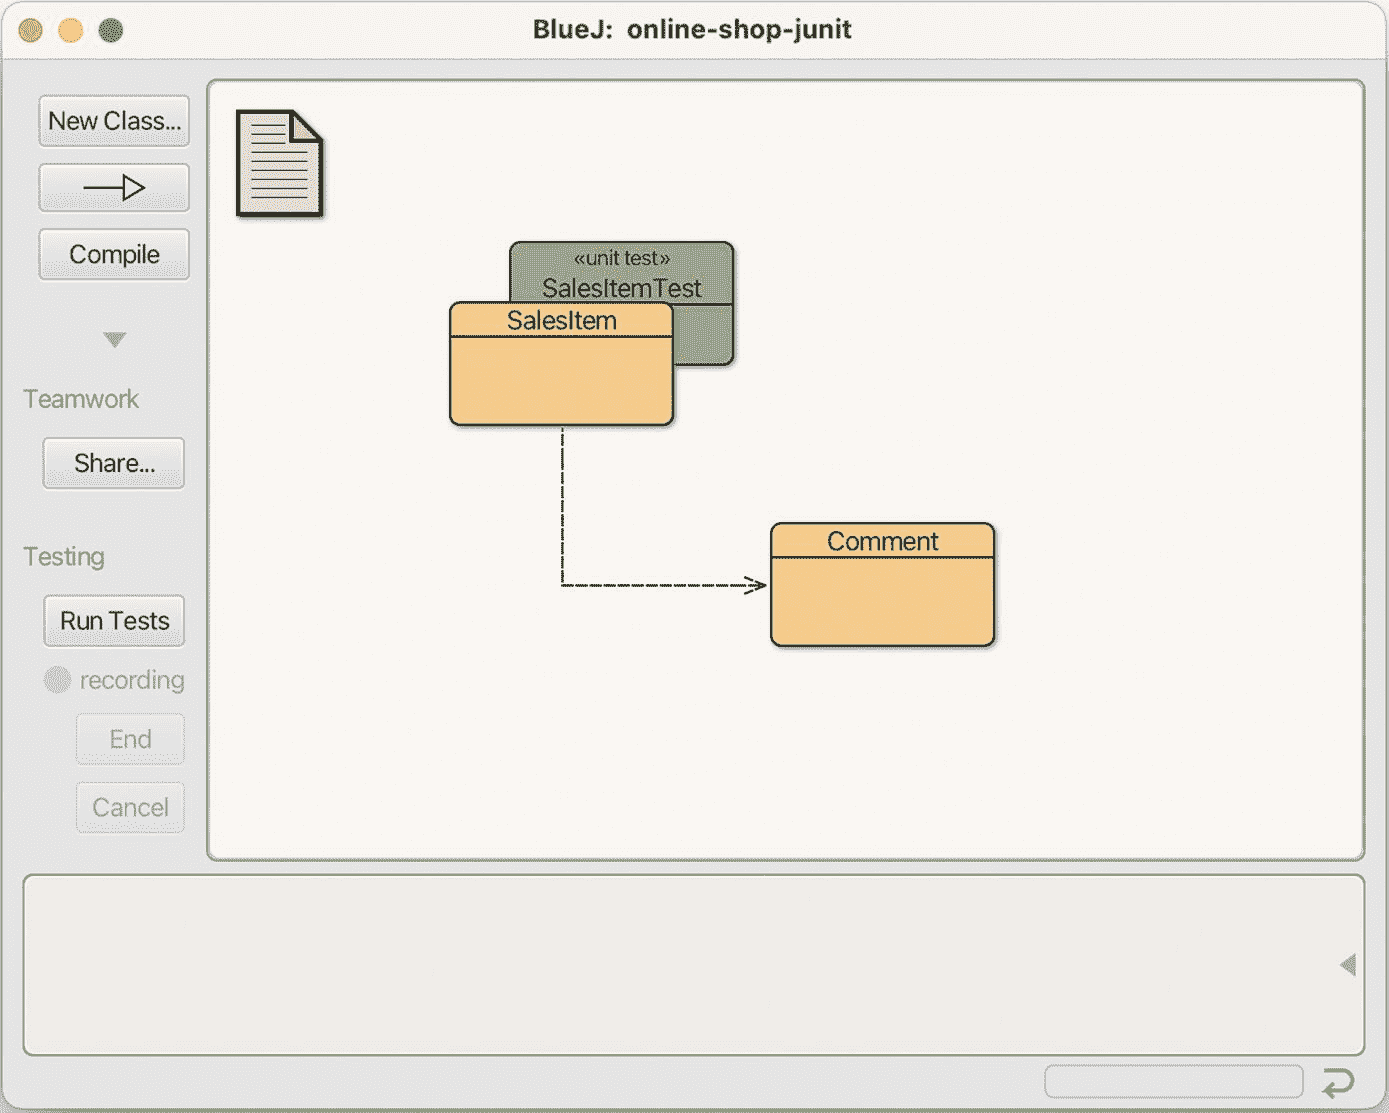 BlueJ:  online-shop-junit
New Class...
Compile
Teamwork
Share...
Testing
Run Tests
recording
End
Cancel
«unit test»
SalesItemTest
SalesItem
Comment